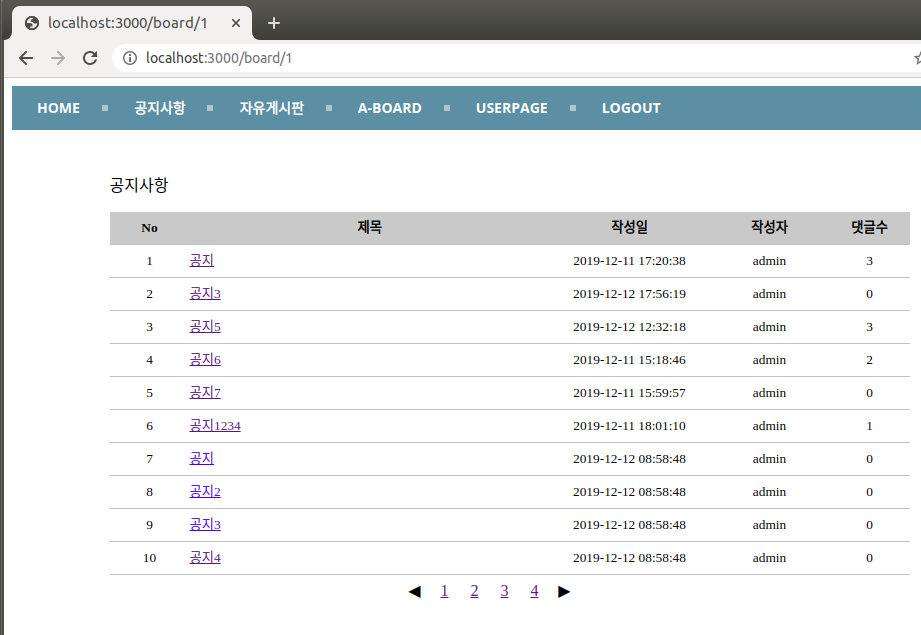 localhost:3000/board/1
localhost:3000/board/1
HOME 공지사항 자유게시판 A-BOARD USERPAGE LOGOUT
공지사항
No 제목 작성일 작성자 댓글수
1 공지 2019-12-11 17:20:38 admin 3
2 공지3 2019-12-12 17:56:19 admin 0
3 공지5 2019-12-12 12:32:18 admin 3
4 공지6 2019-12-11 15:18:46 admin 2
5 공지7 2019-12-11 15:59:57 admin 0
6 공지1234 2019-12-11 18:01:10 admin 1
7 공지 2019-12-12 08:58:48 admin 0
8 공지2 2019-12-12 08:58:48 admin 0
9 공지3 2019-12-12 08:58:48 admin 0
10 공지4 2019-12-12 08:58:48 admin 0
◀ 1 2 3 4 ▶